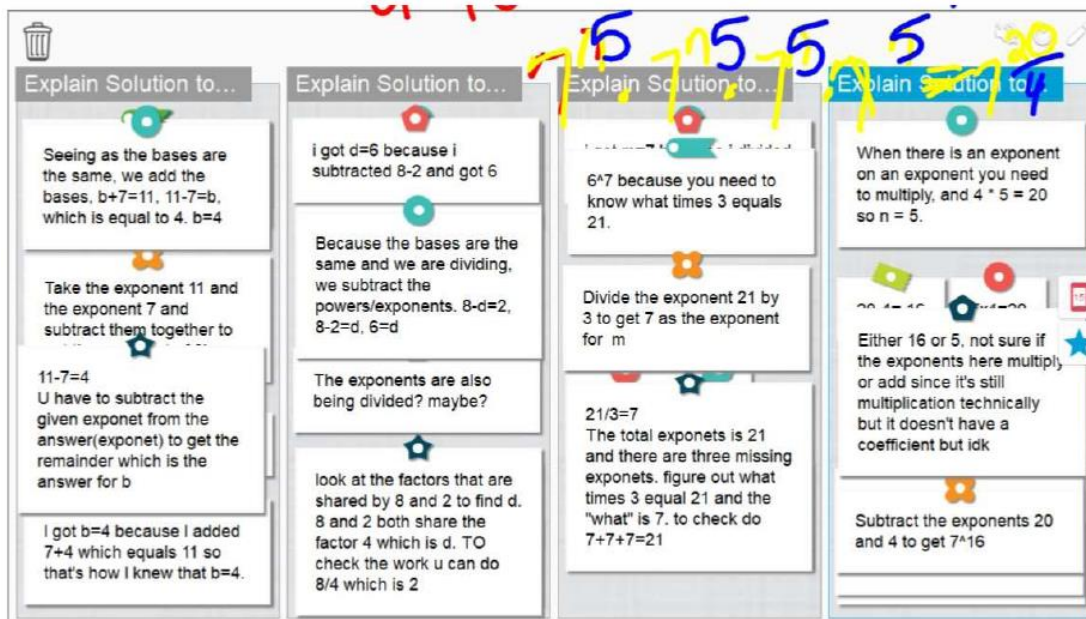 7^5 . 7^5 . 7^5 . 7^5 = 7^20
4
Explain Solution to...
Seeing as the bases are
the same, we add the
bases, b+7=11, 11-7=b,
which is equal to 4. b=4
Take the exponent 11 and
the exponent 7 and
subtract them together to
11-7=4
U have to subtract the
given exponet from the
answer(exponet) to get the
remainder which is the
answer for b
I got b=4 because I added
7+4 which equals 11 so
that's how I knew that b=4.
Explain Solution to...
i got d=6 because i
subtracted 8-2 and got 6
Because the bases are the
same and we are dividing,
we subtract the
powers/exponents. 8-d=2,
8-2=d, 6=d
The exponents are also
being divided? maybe?
look at the factors that are
shared by 8 and 2 to find d.
8 and 2 both share the
factor 4 which is d. TO
check the work u can do
8/4 which is 2
Explain Solution to...
6^7 because you need to
know what times 3 equals
21.
Divide the exponent 21 by
3 to get 7 as the exponent
for m
21/3=7
The total exponets is 21
and there are three missing
exponets. figure out what
times 3 equal 21 and the
"what" is 7. to check do
7+7+7=21
Explain Solution to...
When there is an exponent
on an exponent you need
to multiply, and 4 * 5 = 20
so n = 5.
Either 16 or 5, not sure if
the exponents here multiply
or add since it's still
multiplication technically
but it doesn't have a
coefficient but idk
Subtract the exponents 20
and 4 to get 7^16